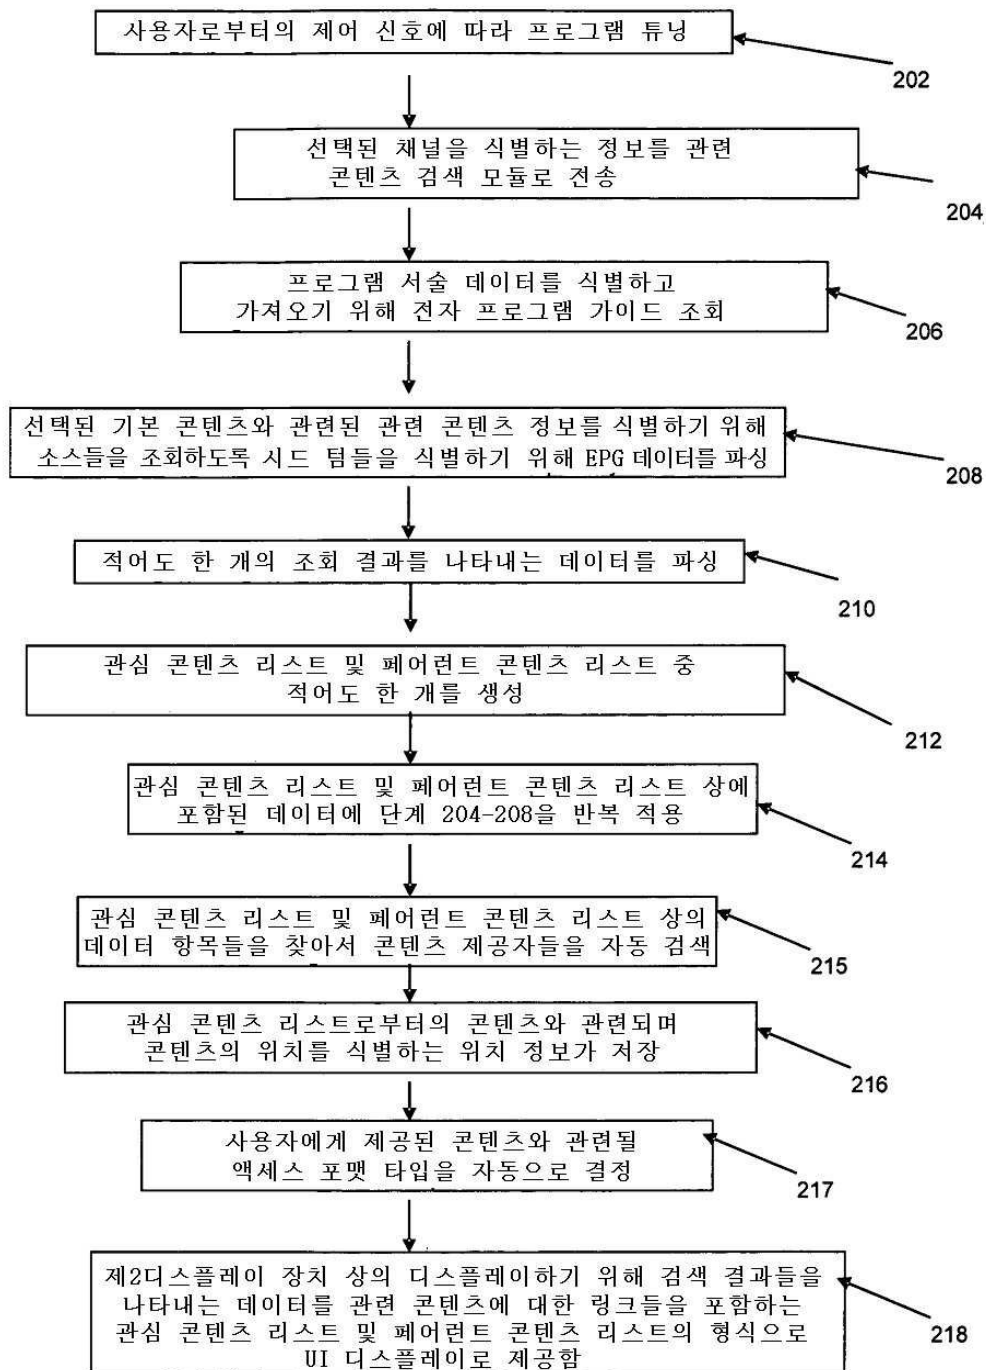 사용자로부터의 제어 신호에 따라 프로그램 튜닝
202
선택된 채널을 식별하는 정보를 관련
콘텐츠 검색 모듈로 전송
204
프로그램 서술 데이터를 식별하고
가져오기 위해 전자 프로그램 가이드 조회
206
선택된 기본 콘텐츠와 관련된 관련 콘텐츠 정보를 식별하기 위해
소스들을 조회하도록 시드 텀들을 식별하기 위해 EPG 데이터를 파싱
208
적어도 한 개의 조회 결과를 나타내는 데이터를 파싱
210
관심 콘텐츠 리스트 및 페어런트 콘텐츠 리스트 중
적어도 한 개를 생성
212
관심 콘텐츠 리스트 및 페어런트 콘텐츠 리스트 상에
포함된 데이터에 단계 204-208을 반복 적용
214
관심 콘텐츠 리스트 및 페어런트 콘텐츠 리스트 상의
데이터 항목들을 찾아서 콘텐츠 제공자들을 자동 검색
215
관심 콘텐츠 리스트로부터의 콘텐츠와 관련되며
콘텐츠의 위치를 식별하는 위치 정보가 저장
216
사용자에게 제공된 콘텐츠와 관련될
액세스 포맷 타입을 자동으로 결정
217
제2디스플레이 장치 상의 디스플레이하기 위해 검색 결과들을
나타내는 데이터를 관련 콘텐츠에 대한 링크들을 포함하는
관심 콘텐츠 리스트 및 페어런트 콘텐츠 리스트의 형식으로
UI 디스플레이로 제공함
218